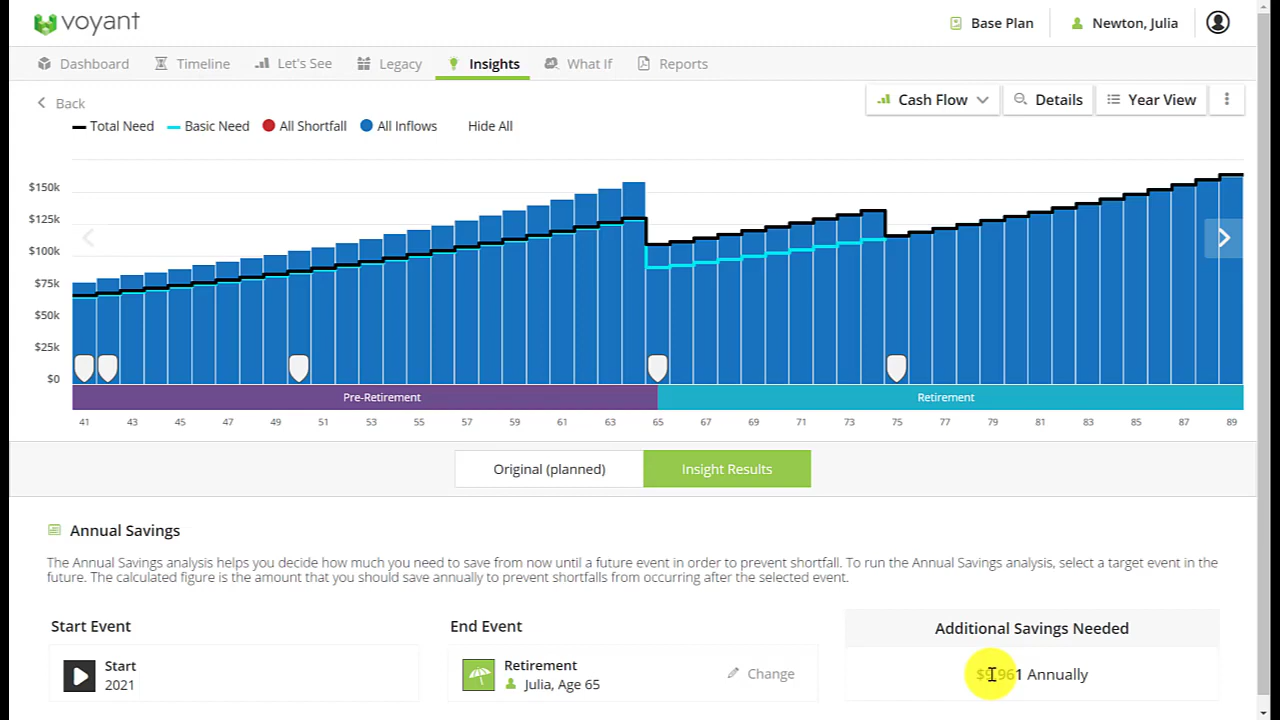 voyant
Base Plan
Newton, Julia
Dashboard
Timeline
Let's See
Legacy
Insights
What If
Reports
Back
Cash Flow
Details
Year View
Total Need
Basic Need
All Shortfall
All Inflows
Hide All
$150k
$125k
$100k
$75k
$50k
$25k
$0
Pre-Retirement
Retirement
41 43 45 47 49 51 53 55 57 59 61 63 65 67 69 71 73 75 77 79 81 83 85 87 89
Original (planned)
Insight Results
Annual Savings
The Annual Savings analysis helps you decide how much you need to save from now until a future event in order to prevent shortfall. To run the Annual Savings analysis, select a target event in the
future. The calculated figure is the amount that you should save annually to prevent shortfalls from occurring after the selected event.
Start Event
End Event
Additional Savings Needed
Start
2021
Retirement
Julia, Age 65
Change
Annually